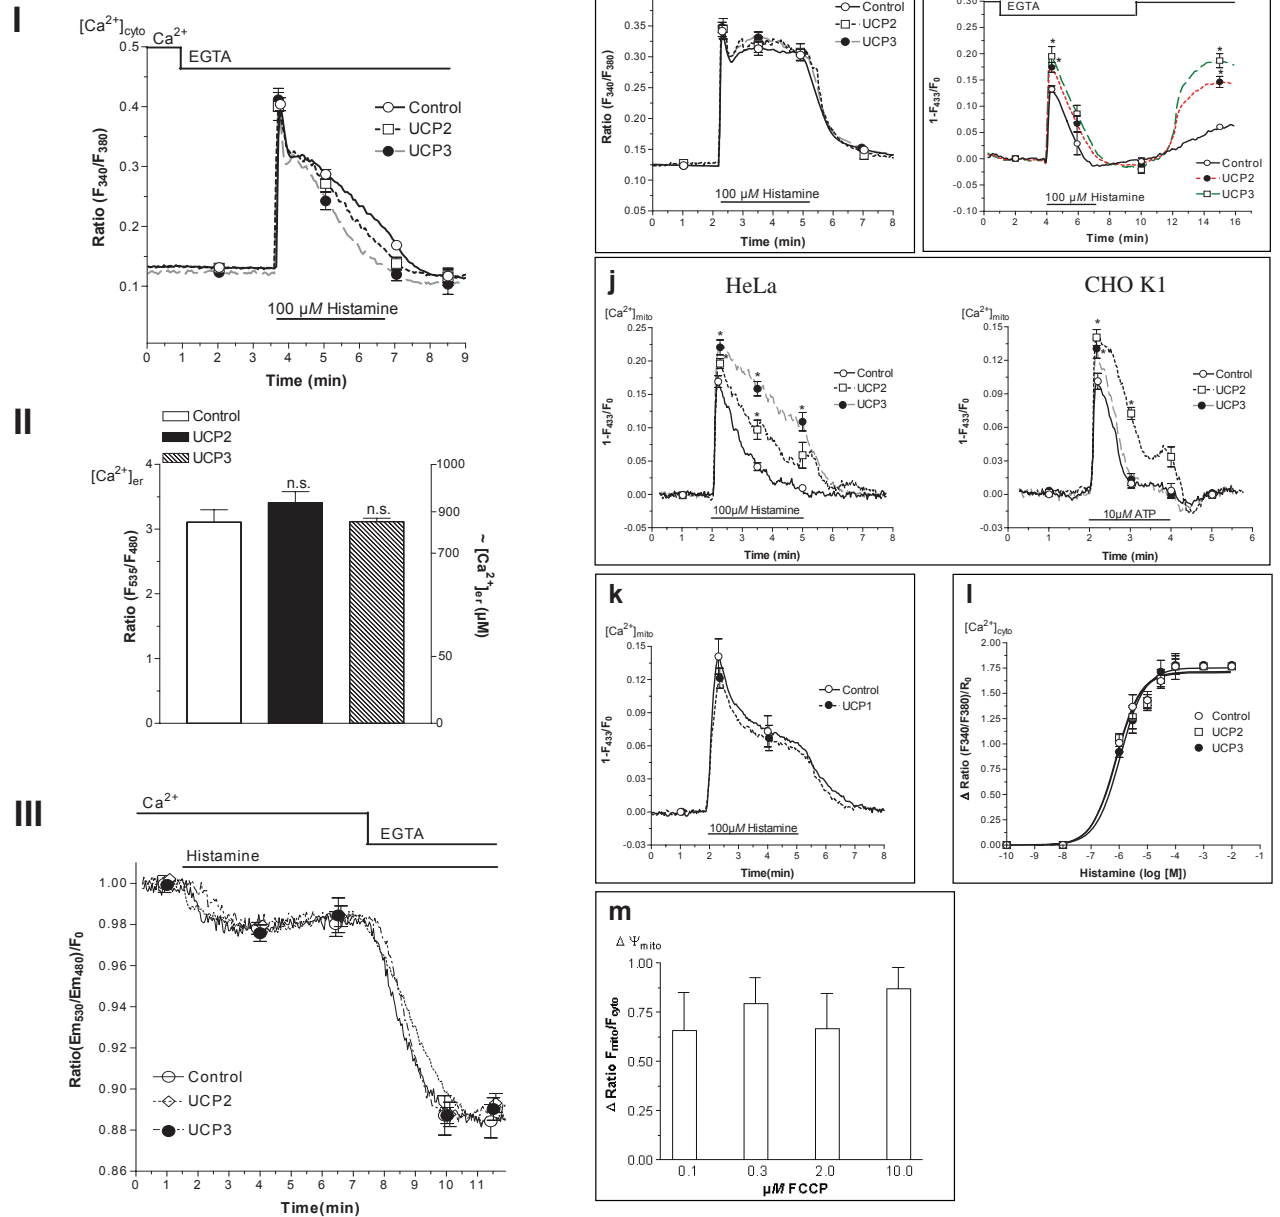 I
[Ca2+]cyto
Ca2+
EGTA
0.5
0.4
0.3
0.2
0.1
Ratio (F340/F380)
Control
UCP2
UCP3
100 µM Histamine
0 1 2 3 4 5 6 7 8 9
Time (min)
II
Control
UCP2
UCP3
[Ca2+]er
4
3
2
1
0
Ratio (F535/F480)
n.s.
n.s.
1000
900
700
50
0
~ [Ca2+]er (µM)
III
Ca2+
EGTA
Histamine
1.00
0.98
0.96
0.94
0.92
0.90
0.88
0.86
Ratio(Em530/Em480)/F0
Control
UCP2
UCP3
0 1 2 3 4 5 6 7 8 9 10 11
Time(min)
0.35
0.30
0.25
0.20
0.15
0.10
0.05
Ratio (F340/F380)
Control
UCP2
UCP3
100 µM Histamine
0 1 2 3 4 5 6 7 8
Time (min)
0.30
EGTA
0.25
0.20
0.15
0.10
0.05
0.00
-0.05
-0.10
1-F433/F0
* * * *
Control
UCP2
UCP3
100 µM Histamine
0 2 4 6 8 10 12 14 16
Time (min)
j
HeLa
[Ca2+]mito
0.25
0.20
0.15
0.10
0.05
0.00
-0.05
1-F433/F0
Control
UCP2
UCP3
100µM Histamine
0 1 2 3 4 5 6 7 8
Time (min)
CHO K1
[Ca2+]mito
0.15
0.12
0.09
0.06
0.03
0.00
-0.03
1-F433/F0
Control
UCP2
UCP3
10µM ATP
0 1 2 3 4 5 6
Time (min)
k
[Ca2+]mito
0.15
0.12
0.09
0.06
0.03
0.00
-0.03
1-F433/F0
Control
UCP1
100µM Histamine
0 1 2 3 4 5 6 7 8
Time(min)
l
[Ca2+]cyto
2.00
1.75
1.50
1.25
1.00
0.75
0.50
0.25
0.00
Δ Ratio (F340/F380)/R0
Control
UCP2
UCP3
-10 -9 -8 -7 -6 -5 -4 -3 -2 -1
Histamine (log [M])
m
Δ Ψmito
1.00
0.75
0.50
0.25
0.00
Δ Ratio Fmito/Fcyto
0.1 0.3 2.0 10.0
µM FCCP